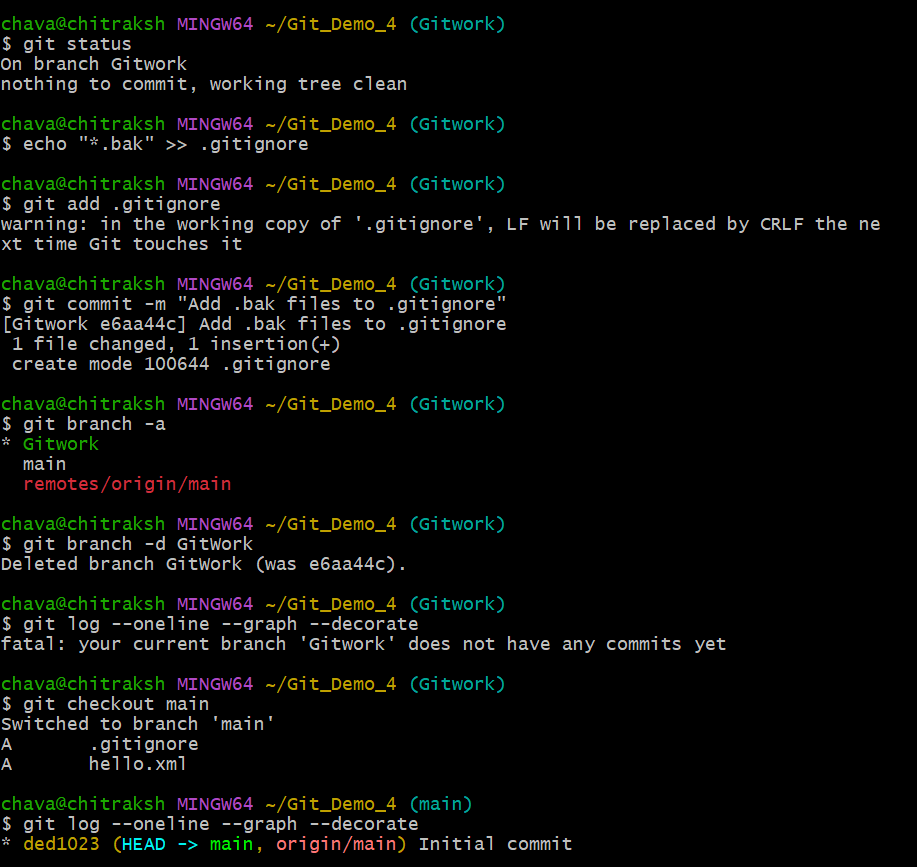 chava@chitraksh MINGW64 ~/Git_Demo_4 (Gitwork)
$ git status
On branch Gitwork
nothing to commit, working tree clean
chava@chitraksh MINGW64 ~/Git_Demo_4 (Gitwork)
$ echo "*.bak" >> .gitignore
chava@chitraksh MINGW64 ~/Git_Demo_4 (Gitwork)
$ git add .gitignore
warning: in the working copy of '.gitignore', LF will be replaced by CRLF the ne
xt time Git touches it
chava@chitraksh MINGW64 ~/Git_Demo_4 (Gitwork)
$ git commit -m "Add .bak files to .gitignore"
[Gitwork e6aa44c] Add .bak files to .gitignore
 1 file changed, 1 insertion(+)
 create mode 100644 .gitignore
chava@chitraksh MINGW64 ~/Git_Demo_4 (Gitwork)
$ git branch -a
* Gitwork
  main
  remotes/origin/main
chava@chitraksh MINGW64 ~/Git_Demo_4 (Gitwork)
$ git branch -d GitWork
Deleted branch GitWork (was e6aa44c).
chava@chitraksh MINGW64 ~/Git_Demo_4 (Gitwork)
$ git log --oneline --graph --decorate
fatal: your current branch 'Gitwork' does not have any commits yet
chava@chitraksh MINGW64 ~/Git_Demo_4 (Gitwork)
$ git checkout main
Switched to branch 'main'
A       .gitignore
A       hello.xml
chava@chitraksh MINGW64 ~/Git_Demo_4 (main)
$ git log --oneline --graph --decorate
* ded1023 (HEAD -> main, origin/main) Initial commit